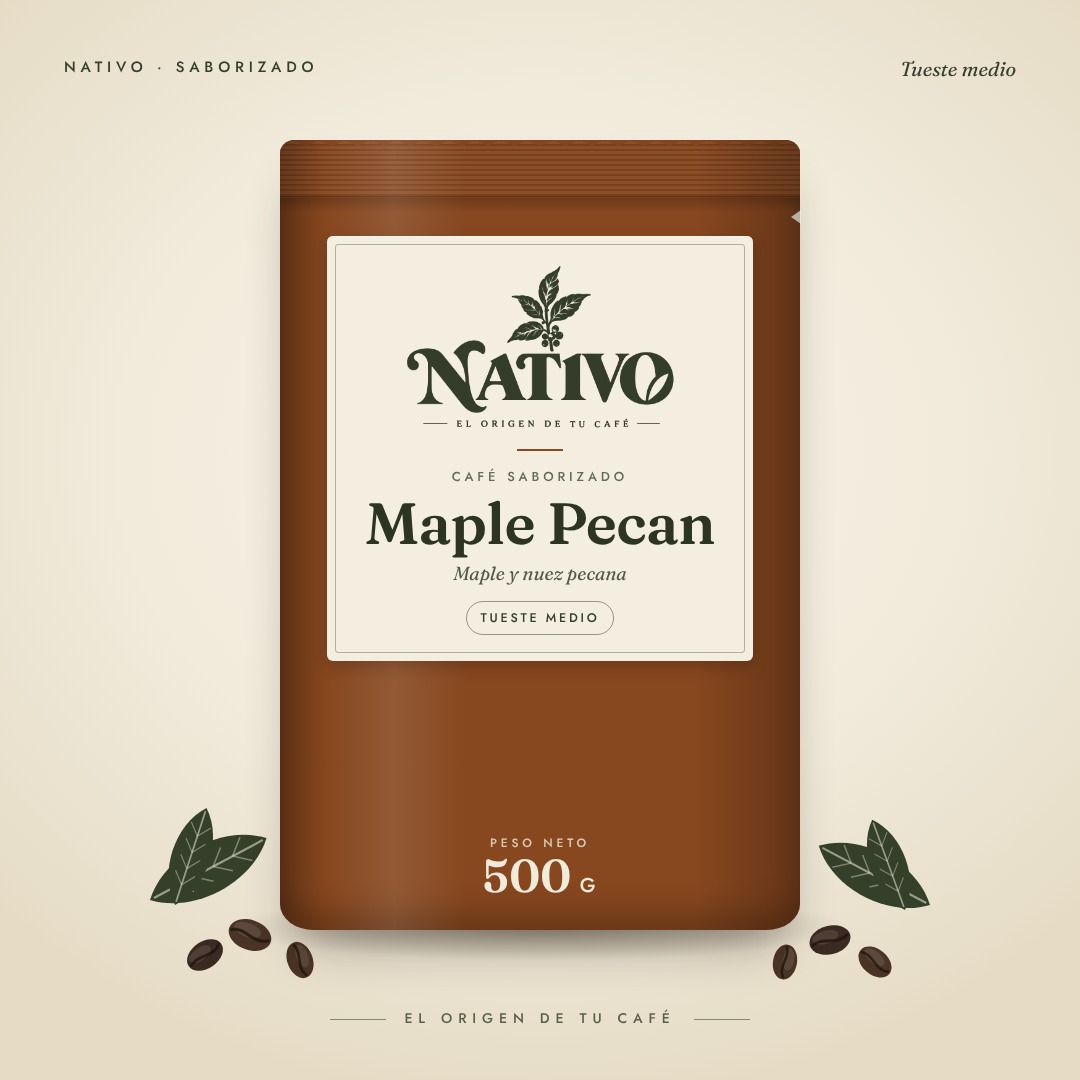 NATIVO · SABORIZADO
Tueste medio
NATIVO
EL ORIGEN DE TU CAFÉ
CAFÉ SABORIZADO
Maple Pecan
Maple y nuez pecana
TUESTE MEDIO
PESO NETO
500 G
EL ORIGEN DE TU CAFÉ